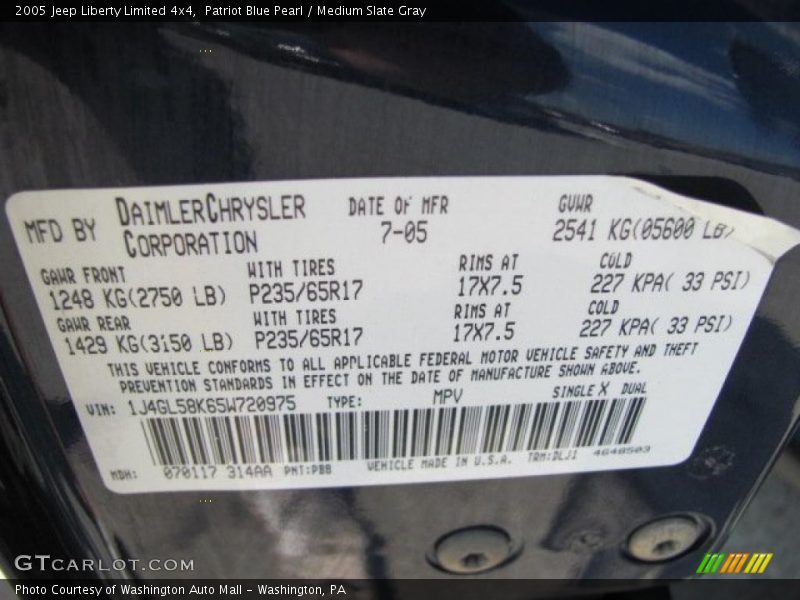 2005 Jeep Liberty Limited 4x4, Patriot Blue Pearl / Medium Slate Gray
MFD BY DAIMLERCHRYSLER CORPORATION
DATE OF MFR
7-05
GVWR
2541 KG(05600 LB)
GAWR FRONT WITH TIRES RIMS AT COLD
1248 KG(2750 LB) P235/65R17 17X7.5 227 KPA( 33 PSI)
GAWR REAR WITH TIRES RIMS AT COLD
1429 KG(3150 LB) P235/65R17 17X7.5 227 KPA( 33 PSI)
THIS VEHICLE CONFORMS TO ALL APPLICABLE FEDERAL MOTOR VEHICLE SAFETY AND THEFT
PREVENTION STANDARDS IN EFFECT ON THE DATE OF MANUFACTURE SHOWN ABOVE.
VIN: 1J4GL58K65W720975 TYPE: MPV SINGLE X DUAL
MDH: 070117 314AA PNT:PB8 VEHICLE MADE IN U.S.A. TRM:DLJ1 4648503
GTCARLOT.COM
Photo Courtesy of Washington Auto Mall - Washington, PA